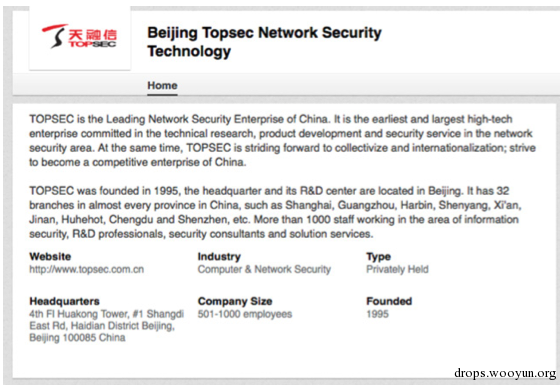 天融信
TOPSEC
Beijing Topsec Network Security
Technology
Home
TOPSEC is the Leading Network Security Enterprise of China. It is the earliest and largest high-tech
enterprise committed in the technical research, product development and security service in the network
security area. At the same time, TOPSEC is striding forward to collectivize and internationalization; strive
to become a competitive enterprise of China.
TOPSEC was founded in 1995, the headquarter and its R&D center are located in Beijing. It has 32
branches in almost every province in China, such as Shanghai, Guangzhou, Harbin, Shenyang, Xi'an,
Jinan, Huhehot, Chengdu and Shenzhen, etc. More than 1000 staff working in the area of information
security, R&D professionals, security consultants and solution services.
Website
http://www.topsec.com.cn
Industry
Computer & Network Security
Type
Privately Held
Headquarters
4th Fl Huakong Tower, #1 Shangdi
East Rd, Haidian District Beijing,
Beijing 100085 China
Company Size
501-1000 employees
Founded
1995
drops.wooyun.org